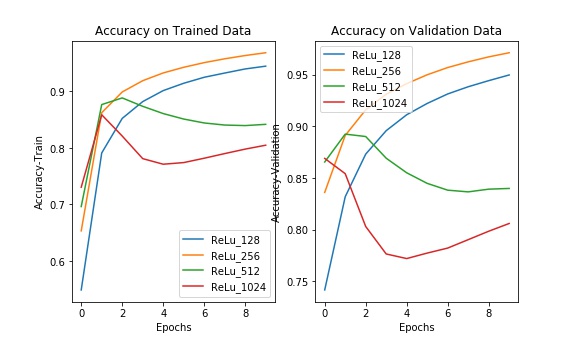 Accuracy on Trained Data
Accuracy-Train
0.9
0.8
0.7
0.6
ReLu_128
ReLu_256
ReLu_512
ReLu_1024
0 2 4 6 8
Epochs
Accuracy on Validation Data
Accuracy-Validation
0.95
0.90
0.85
0.80
0.75
ReLu_128
ReLu_256
ReLu_512
ReLu_1024
0 2 4 6 8
Epochs